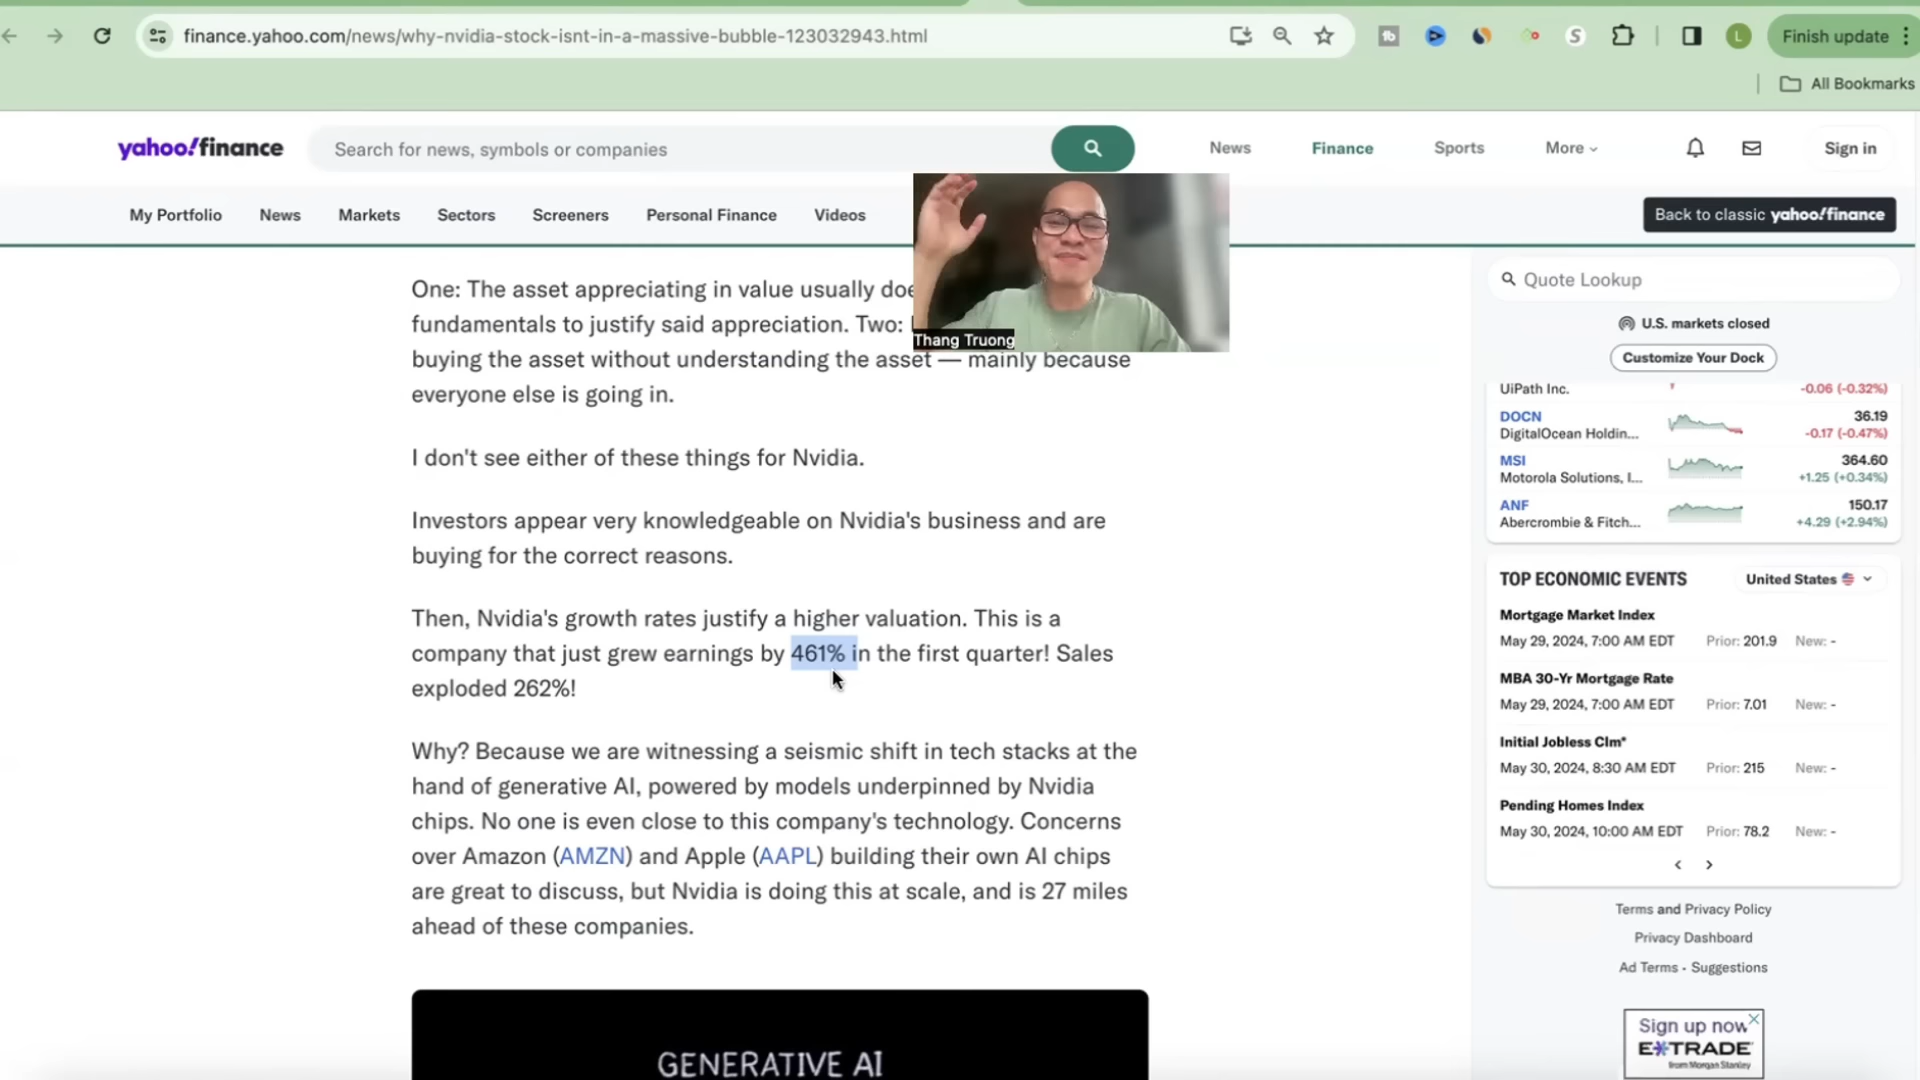 finance.yahoo.com/news/why-nvidia-stock-isnt-in-a-massive-bubble-123032943.html
fb
S
L
Finish update
All Bookmarks
yahoo!finance
Search for news, symbols or companies
News
Finance
Sports
More
Sign in
My Portfolio
News
Markets
Sectors
Screeners
Personal Finance
Videos
Back to classic yahoo!finance
Thang Truong
One: The asset appreciating in value usually doe
fundamentals to justify said appreciation. Two:
buying the asset without understanding the asset — mainly because
everyone else is going in.
I don't see either of these things for Nvidia.
Investors appear very knowledgeable on Nvidia's business and are
buying for the correct reasons.
Then, Nvidia's growth rates justify a higher valuation. This is a
company that just grew earnings by 461% in the first quarter! Sales
exploded 262%!
Why? Because we are witnessing a seismic shift in tech stacks at the
hand of generative AI, powered by models underpinned by Nvidia
chips. No one is even close to this company's technology. Concerns
over Amazon (AMZN) and Apple (AAPL) building their own AI chips
are great to discuss, but Nvidia is doing this at scale, and is 27 miles
ahead of these companies.
GENERATIVE AI
Quote Lookup
U.S. markets closed
Customize Your Dock
UiPath Inc. -0.06 (-0.32%)
DOCN 36.19
DigitalOcean Holdin... -0.17 (-0.47%)
MSI 364.60
Motorola Solutions, I... +1.25 (+0.34%)
ANF 150.17
Abercrombie & Fitch... +4.29 (+2.94%)
TOP ECONOMIC EVENTS United States
Mortgage Market Index
May 29, 2024, 7:00 AM EDT Prior: 201.9 New: -
MBA 30-Yr Mortgage Rate
May 29, 2024, 7:00 AM EDT Prior: 7.01 New: -
Initial Jobless Clm*
May 30, 2024, 8:30 AM EDT Prior: 215 New: -
Pending Homes Index
May 30, 2024, 10:00 AM EDT Prior: 78.2 New: -
Terms and Privacy Policy
Privacy Dashboard
Ad Terms - Suggestions
Sign up now
E*TRADE
from Morgan Stanley